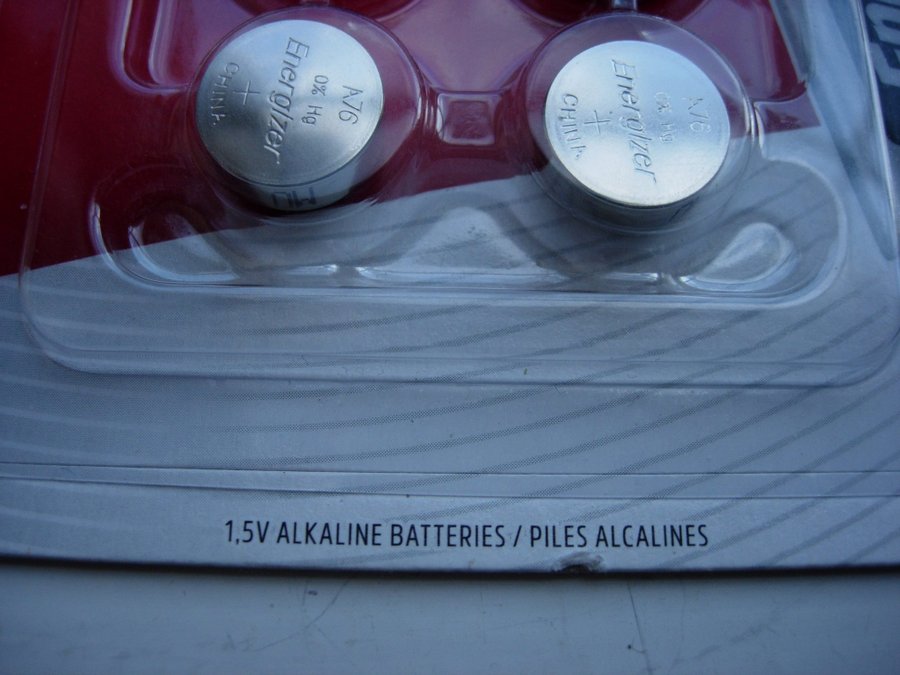 Energizer
A76
0% Hg
+
CHINA
Energizer
A76
0% Hg
+
CHINA
1,5V ALKALINE BATTERIES / PILES ALCALINES